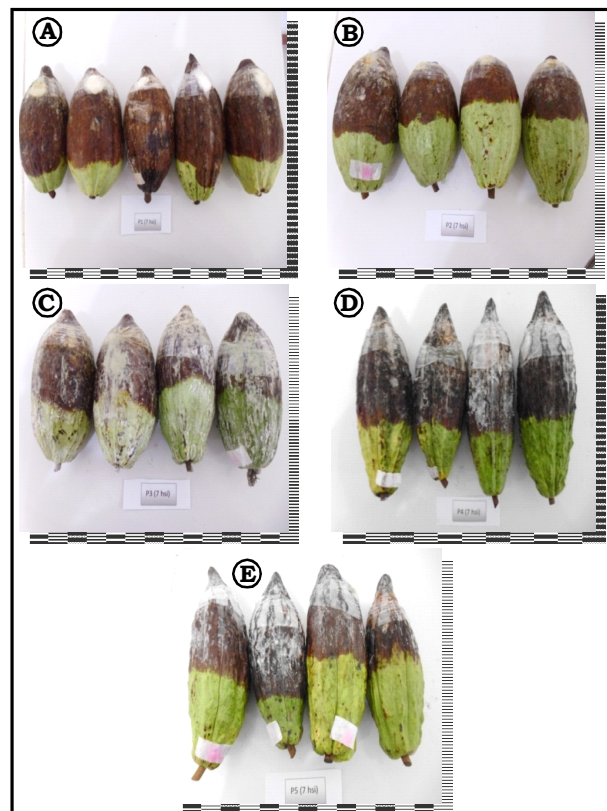 A
B
P1 (7 hsi)
P2 (7 hsi)
C
D
P3 (7 hsi)
P4 (7 hsi)
E
P5 (7 hsi)